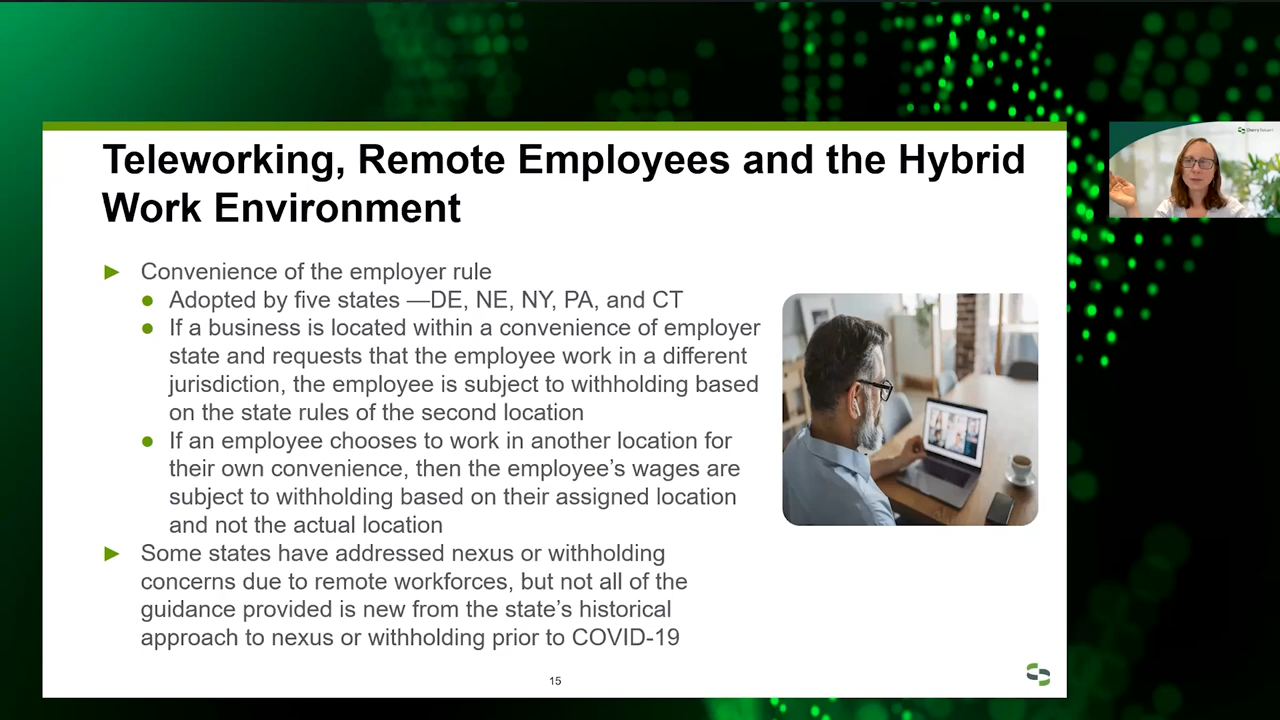 Teleworking, Remote Employees and the Hybrid
Work Environment
► Convenience of the employer rule
● Adopted by five states —DE, NE, NY, PA, and CT
● If a business is located within a convenience of employer
state and requests that the employee work in a different
jurisdiction, the employee is subject to withholding based
on the state rules of the second location
● If an employee chooses to work in another location for
their own convenience, then the employee's wages are
subject to withholding based on their assigned location
and not the actual location
► Some states have addressed nexus or withholding
concerns due to remote workforces, but not all of the
guidance provided is new from the state's historical
approach to nexus or withholding prior to COVID-19
15